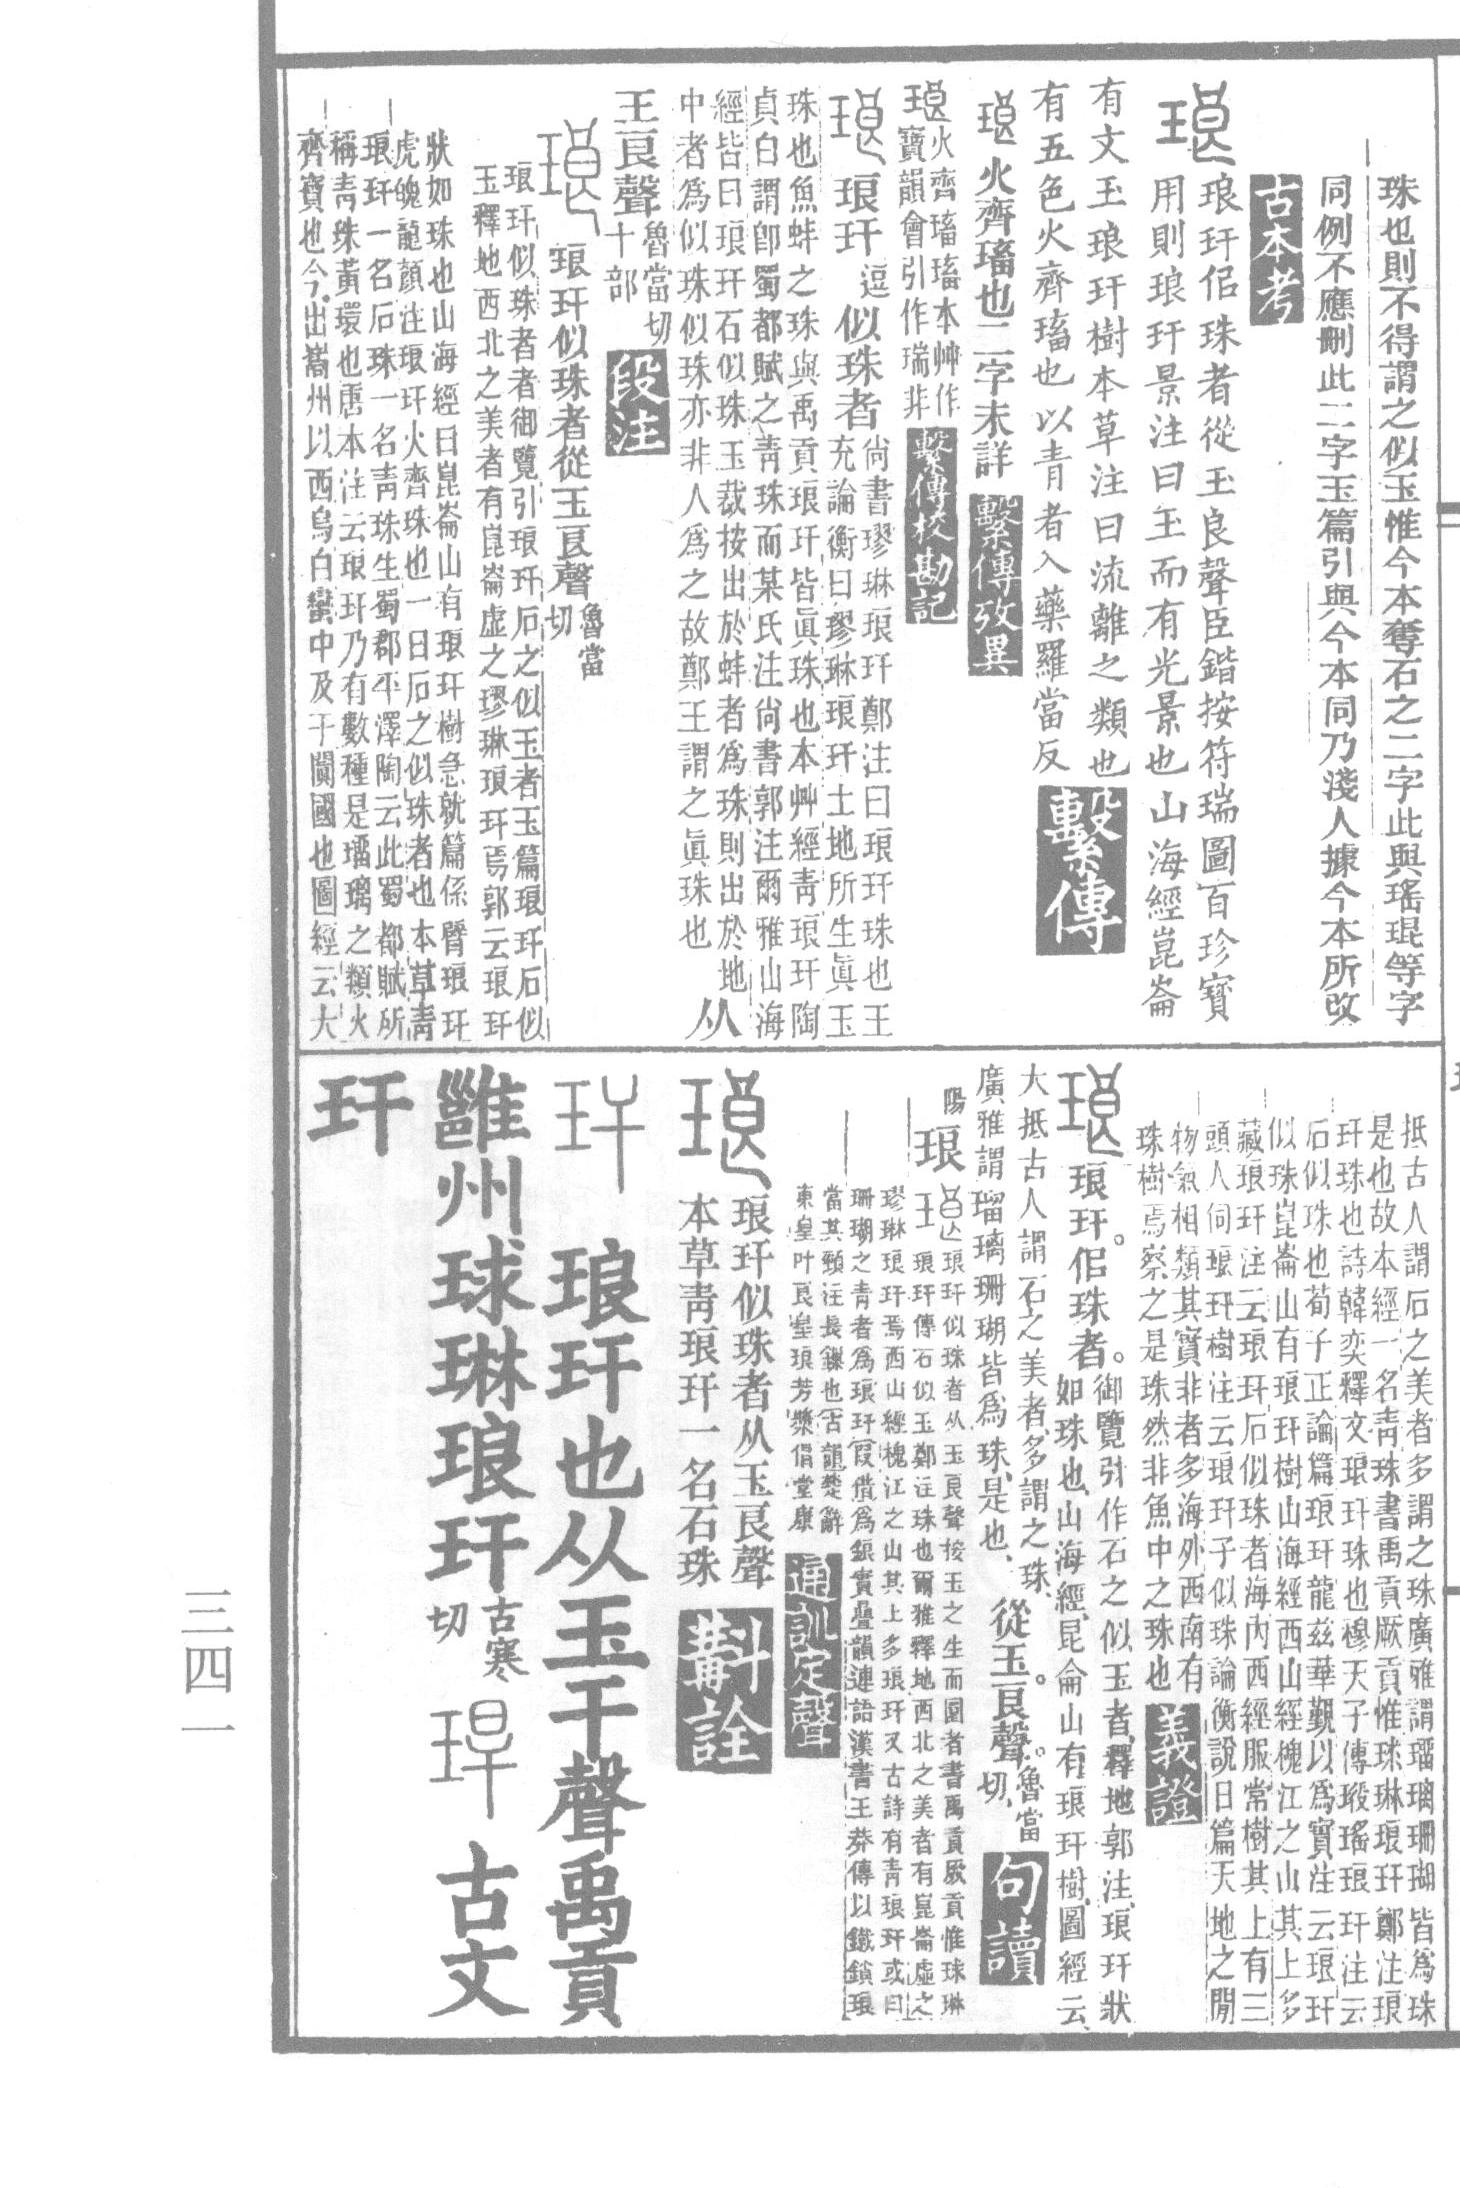 珠也則不得謂之似玉惟今本奪石之二字此與瑤琨等字
同例不應刪此二字玉篇引與今本同乃淺人據今本所改
古本考
琅 琅玕佀珠者從玉良聲臣鍇按符瑞圖百珍寶
用則琅玕景注曰玉而有光景也山海經崑崙
有文玉琅玕樹本草注曰流離之類也
有五色火齊璠也以青者入藥羅當反 繫傳
琅 火齊璠也二字未詳 繫傳攷異
琅 火齊璠璠本艸作
寶韻會引作瑞非 繫傳校勘記
琅 琅玕逗似珠者尚書璆琳琅玕鄭注曰琅玕珠也王
充論衡曰璆琳琅玕土地所生眞玉
珠也魚蚌之珠與禹貢琅玕皆眞珠也本艸經青琅玕陶
貞白謂卽蜀都賦之青珠而某氏注尚書郭注爾雅山海
經皆曰琅玕石似珠玉裁按出於蚌者爲珠則出於地
中者爲似珠似珠亦非人爲之故鄭王謂之眞珠也 从
王良聲魯當切十部 段注
琅 琅玕似珠者從玉良聲魯當切
琅玕似珠者者御覽引琅玕石之似玉者玉篇琅玕石似
玉釋地西北之美者有崑崙虛之璆琳琅玕焉郭云琅玕
狀如珠也山海經曰崑崙山有琅玕樹急就篇係臂琅玕
虎魄龍顏注琅玕火齊珠也一曰石之似珠者也本草青
琅玕一名石珠一名青珠生蜀郡平澤陶云此蜀都賦所
稱青珠黃環也唐本注云琅玕乃有數種是璠璃之類火
齊寶也今出嶲州以西烏白蠻中及于闐國也圖經云大
抵古人謂石之美者多謂之珠廣雅謂璠璃珊瑚皆爲珠
是也故本經一名青珠書禹貢厥貢惟球琳琅玕鄭注琅
玕珠也詩韓奕釋文琅玕珠也穆天子傳瑖瑤琅玕注云
石似珠也荀子正論篇琅玕龍茲華覲以爲實注云琅玕
似珠崑崙山有琅玕樹山海經西山經槐江之山其上多
藏琅玕注云琅玕石似珠者海內西經服常樹其上有三
頭人伺琅玕樹注云琅玕子似珠論衡說日篇天地之閒
物氣相類其實非者多海外西南有
珠樹焉察之是珠然非魚中之珠也 義證
琅 琅玕佀珠者御覽引作石之似玉者釋地郭注琅玕狀
如珠也山海經昆侖山有琅玕樹圖經云
大抵古人謂石之美者多謂之珠
廣雅謂瑠璃珊瑚皆爲珠是也 從玉良聲魯當切 句讀
陽
琅 琅玕似珠者从玉良聲按玉之生而圓者書禹貢厥貢惟球琳
琅玕傳石似玉鄭注珠也爾雅釋地西北之美者有崑崙虛之
璆琳琅玕焉西山經槐江之山其上多琅玕又古詩有青琅玕或曰
珊瑚之青者爲琅玕叚借爲鋃實疊韻連語漢書王莽傳以鐵鎖琅
當其頸注長鏁也古韻楚辭
東皇叶良皇琅芳漿倡堂康 通訓定聲
琅 琅玕似珠者从玉良聲
本草青琅玕一名石珠 斠詮
玕 琅玕也从玉干聲禹貢
雝州球琳琅玕古寒切 𤥚 古文
玕
三四一